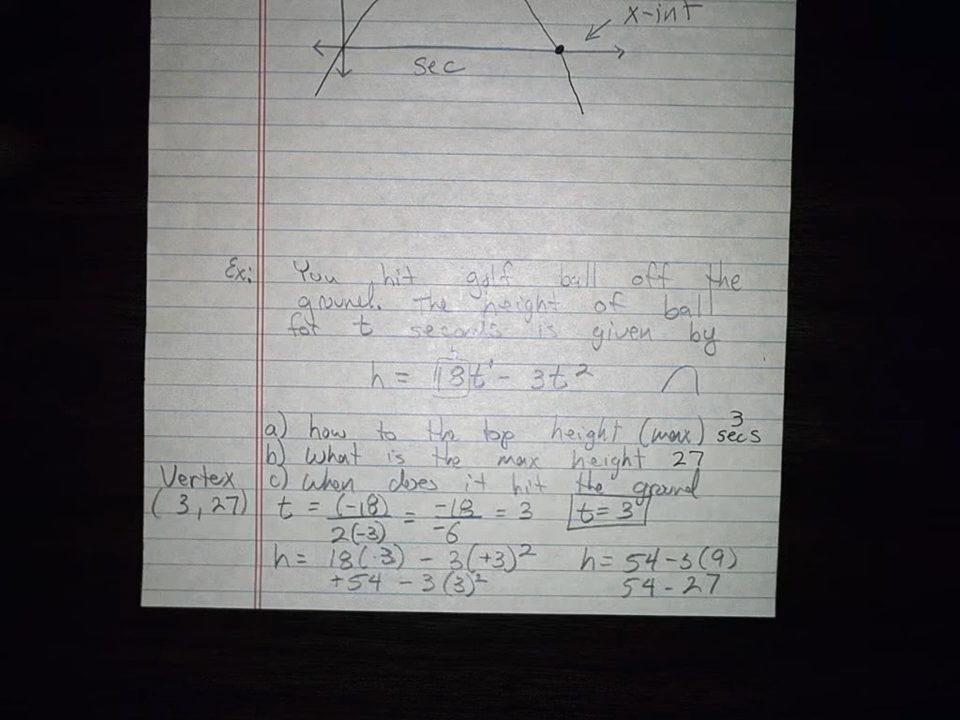 x-int
sec
Ex: You hit golf ball off the
ground. The height of ball
for t seconds is given by
h = 18t¹ - 3t²
a) how to the top height (max) 3 secs
b) What is the max height 27
c) When does it hit the ground
Vertex
(3, 27)
t = (-18)/2(-3) = -18/-6 = 3 t = 3
h = 18(3) - 3(+3)² h = 54 - 3(9)
+54 - 3(3)² 54 - 27